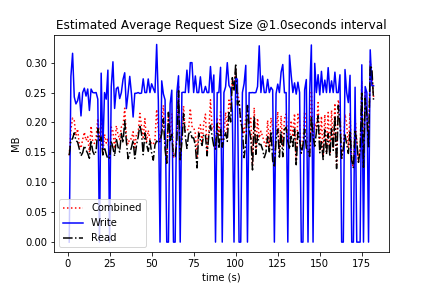 Estimated Average Request Size @1.0seconds interval
MB
0.30
0.25
0.20
0.15
0.10
0.05
0.00
Combined
Write
Read
0 25 50 75 100 125 150 175
time (s)